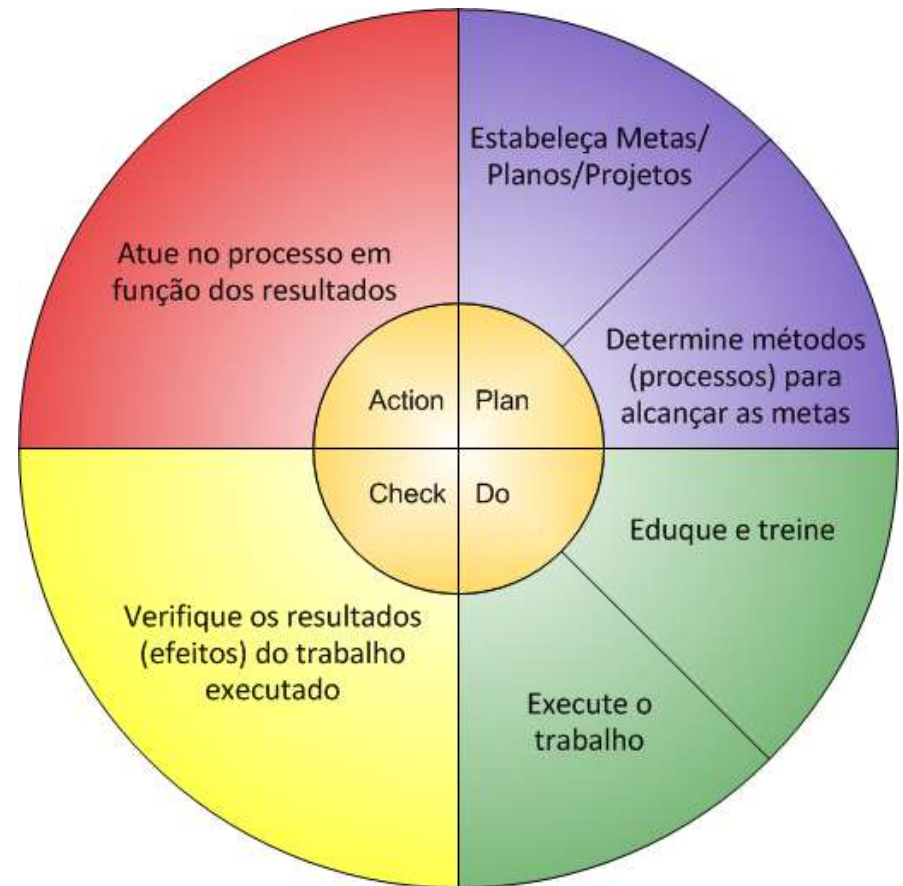 Estabeleça Metas/
Planos/Projetos
Determine métodos
(processos) para
alcançar as metas
Eduque e treine
Execute o
trabalho
Verifique os resultados
(efeitos) do trabalho
executado
Atue no processo em
função dos resultados
Action
Plan
Check
Do